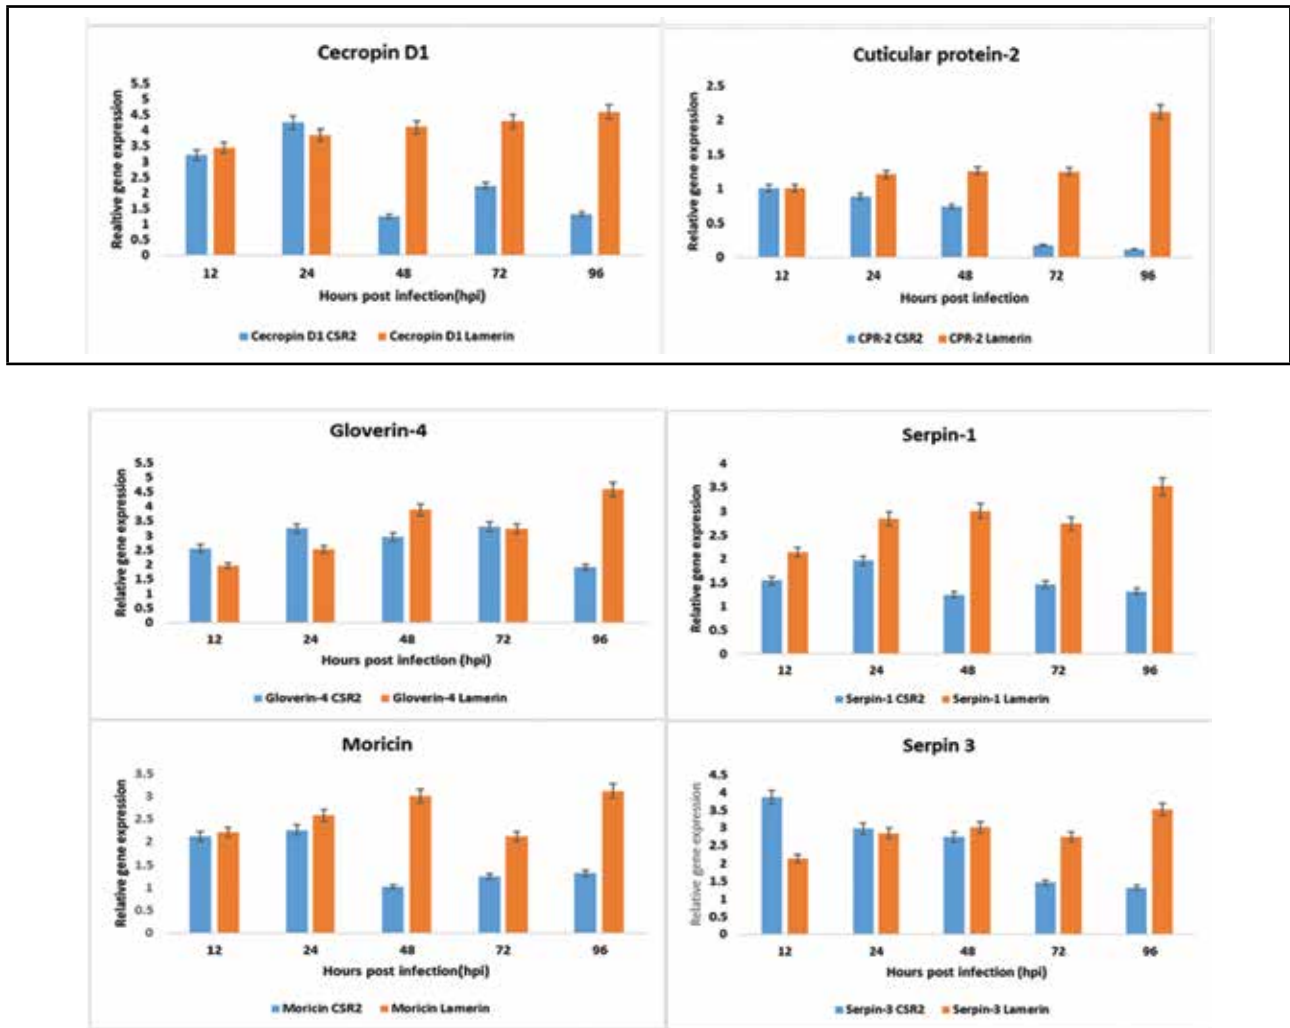 Cecropin D1
Realtive gene expression
5.5
5
4.5
4
3.5
3
2.5
2
1.5
1
0.5
0
12 24 48 72 96
Hours post infection(hpi)
Cecropin D1 CSR2 Cecropin D1 Lamerin
Cuticular protein-2
Relative gene expression
2.5
2
1.5
1
0.5
0
12 24 48 72 96
Hours post infection
CPR-2 CSR2 CPR-2 Lamerin
Gloverin-4
Relative gene expression
5.5
5
4.5
4
3.5
3
2.5
2
1.5
1
0.5
0
12 24 48 72 96
Hours post infection (hpi)
Gloverin-4 CSR2 Gloverin-4 Lamerin
Serpin-1
Relative gene expression
4
3.5
3
2.5
2
1.5
1
0.5
0
12 24 48 72 96
Hours post infection (hpi)
Serpin-1 CSR2 Serpin-1 Lamerin
Moricin
Relative gene expression
3.5
3
2.5
2
1.5
1
0.5
0
12 24 48 72 96
Hours post infection(hpi)
Moricin CSR2 Moricin Lamerin
Serpin 3
Relative gene expression
4.5
4
3.5
3
2.5
2
1.5
1
0.5
0
12 24 48 72 96
Hours post infection (hpi)
Serpin-3 CSR2 Serpin-3 Lamerin